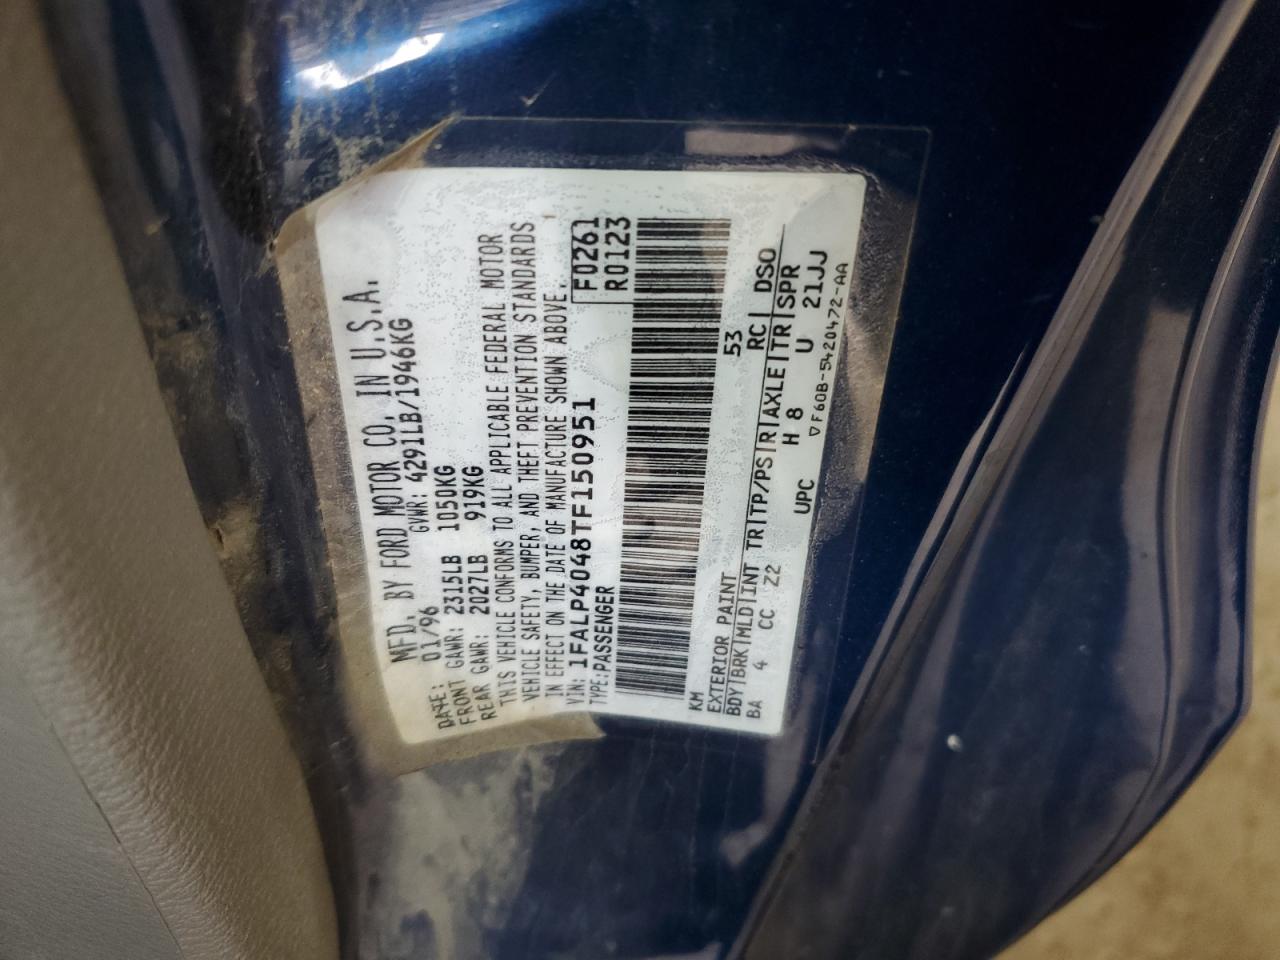 MFD. BY FORD MOTOR CO. IN U.S.A.
DATE: 01/96 GVWR: 4291LB/1946KG
FRONT GAWR: 2315LB 1050KG
REAR GAWR: 2027LB 919KG
THIS VEHICLE CONFORMS TO ALL APPLICABLE FEDERAL MOTOR
VEHICLE SAFETY, BUMPER, AND THEFT PREVENTION STANDARDS
IN EFFECT ON THE DATE OF MANUFACTURE SHOWN ABOVE.
VIN: 1FALP4048TF150951 F0261
TYPE: PASSENGER R0123
KM 53
EXTERIOR PAINT RC| DSO
BDY|BRK|MLD|INT TR|TP/PS|R|AXLE|TR|SPR
BA 4 CC Z2 H 8 U 21JJ
UPC ▽F60B-5420472-AA